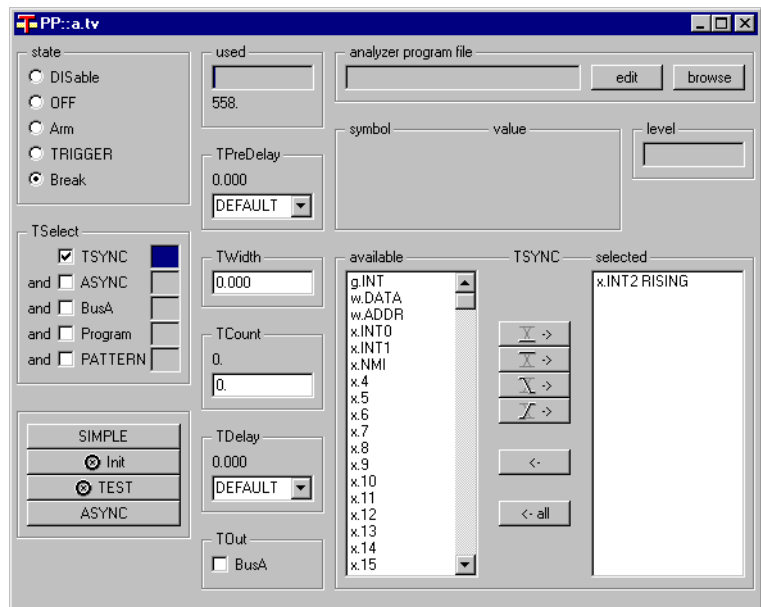 PP::a.tv
state
DISable
OFF
Arm
TRIGGER
Break
used
558.
analyzer program file
edit
browse
symbol
value
level
TPreDelay
0.000
DEFAULT
TSelect
TSYNC
and ASYNC
and BusA
and Program
and PATTERN
TWidth
0.000
TCount
0.
0.
TDelay
0.000
DEFAULT
TOut
BusA
SIMPLE
Init
TEST
ASYNC
available
g.INT
w.DATA
w.ADDR
x.INT0
x.INT1
x.NMI
x.4
x.5
x.6
x.7
x.8
x.9
x.10
x.11
x.12
x.13
x.14
x.15
TSYNC
->
->
->
->
<-
<- all
selected
x.INT2 RISING